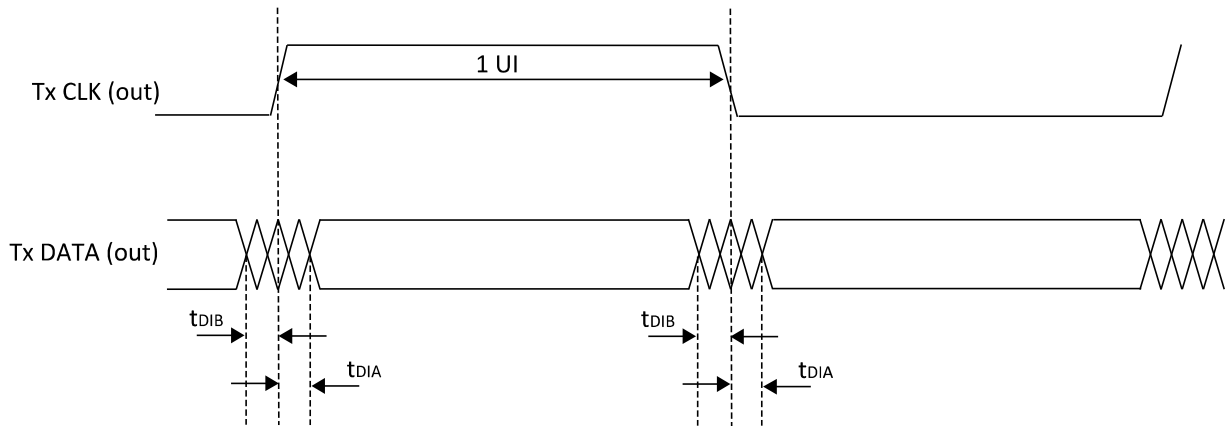 1 UI
Tx CLK (out)
Tx DATA (out)
tDIB
tDIB
tDIA
tDIA